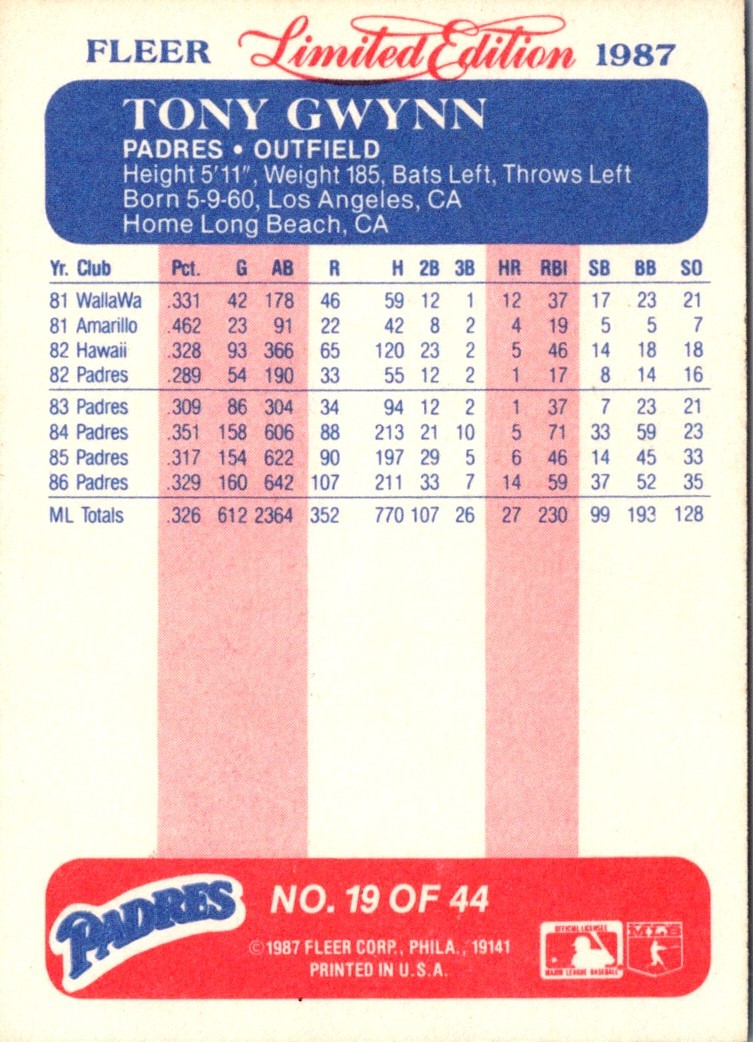 FLEER Limited Edition 1987
TONY GWYNN
PADRES • OUTFIELD
Height 5'11", Weight 185, Bats Left, Throws Left
Born 5-9-60, Los Angeles, CA
Home Long Beach, CA
Yr. Club Pct. G AB R H 2B 3B HR RBI SB BB SO
81 WallaWa .331 42 178 46 59 12 1 12 37 17 23 21
81 Amarillo .462 23 91 22 42 8 2 4 19 5 5 7
82 Hawaii .328 93 366 65 120 23 2 5 46 14 18 18
82 Padres .289 54 190 33 55 12 2 1 17 8 14 16
83 Padres .309 86 304 34 94 12 2 1 37 7 23 21
84 Padres .351 158 606 88 213 21 10 5 71 33 59 23
85 Padres .317 154 622 90 197 29 5 6 46 14 45 33
86 Padres .329 160 642 107 211 33 7 14 59 37 52 35
ML Totals .326 612 2364 352 770 107 26 27 230 99 193 128
PADRES
NO. 19 OF 44
©1987 FLEER CORP., PHILA., 19141
PRINTED IN U.S.A.
OFFICIAL LICENSEE
MAJOR LEAGUE BASEBALL
MLB